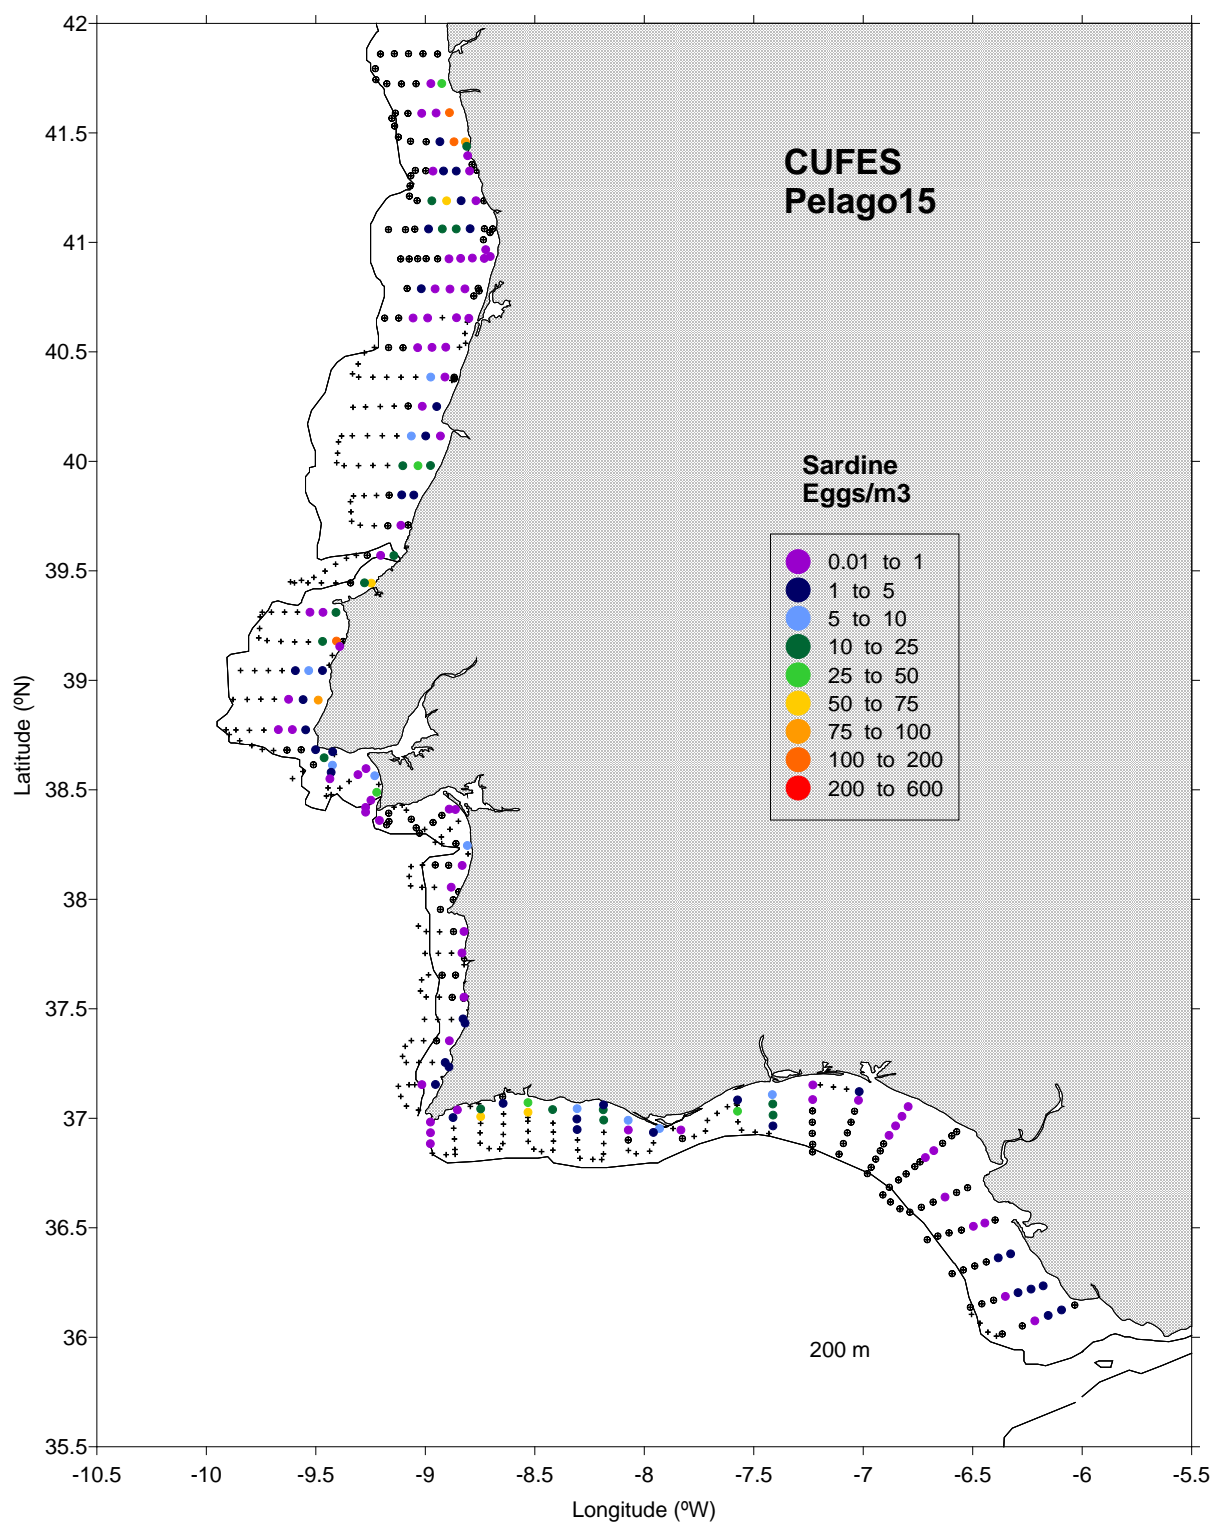 42
41.5
41
40.5
40
39.5
39
38.5
38
37.5
37
36.5
36
35.5
Latitude (ºN)
CUFES
Pelago15
Sardine
Eggs/m3
0.01 to 1
1 to 5
5 to 10
10 to 25
25 to 50
50 to 75
75 to 100
100 to 200
200 to 600
200 m
-10.5 -10 -9.5 -9 -8.5 -8 -7.5 -7 -6.5 -6 -5.5
Longitude (ºW)